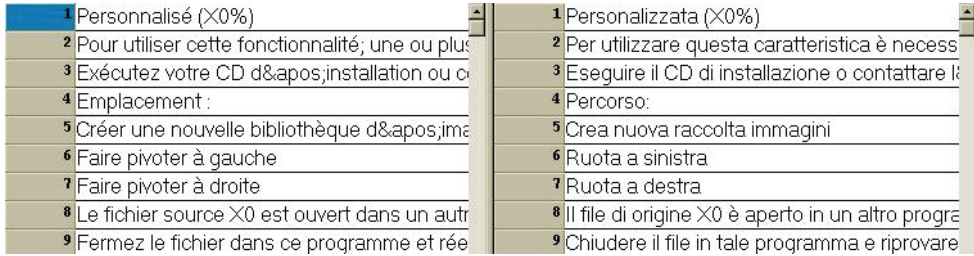 1 Personnalisé (X0%)
2 Pour utiliser cette fonctionnalité; une ou plus
3 Exécutez votre CD d&apos;installation ou
4 Emplacement :
5 Créer une nouvelle bibliothèque d&apos;ima
6 Faire pivoter à gauche
7 Faire pivoter à droite
8 Le fichier source X0 est ouvert dans un autr
9 Fermez le fichier dans ce programme et rée
1 Personalizzata (X0%)
2 Per utilizzare questa caratteristica è necess
3 Eseguire il CD di installazione o contattare
4 Percorso:
5 Crea nuova raccolta immagini
6 Ruota a sinistra
7 Ruota a destra
8 Il file di origine X0 è aperto in un altro progra
9 Chiudere il file in tale programma e riprovare